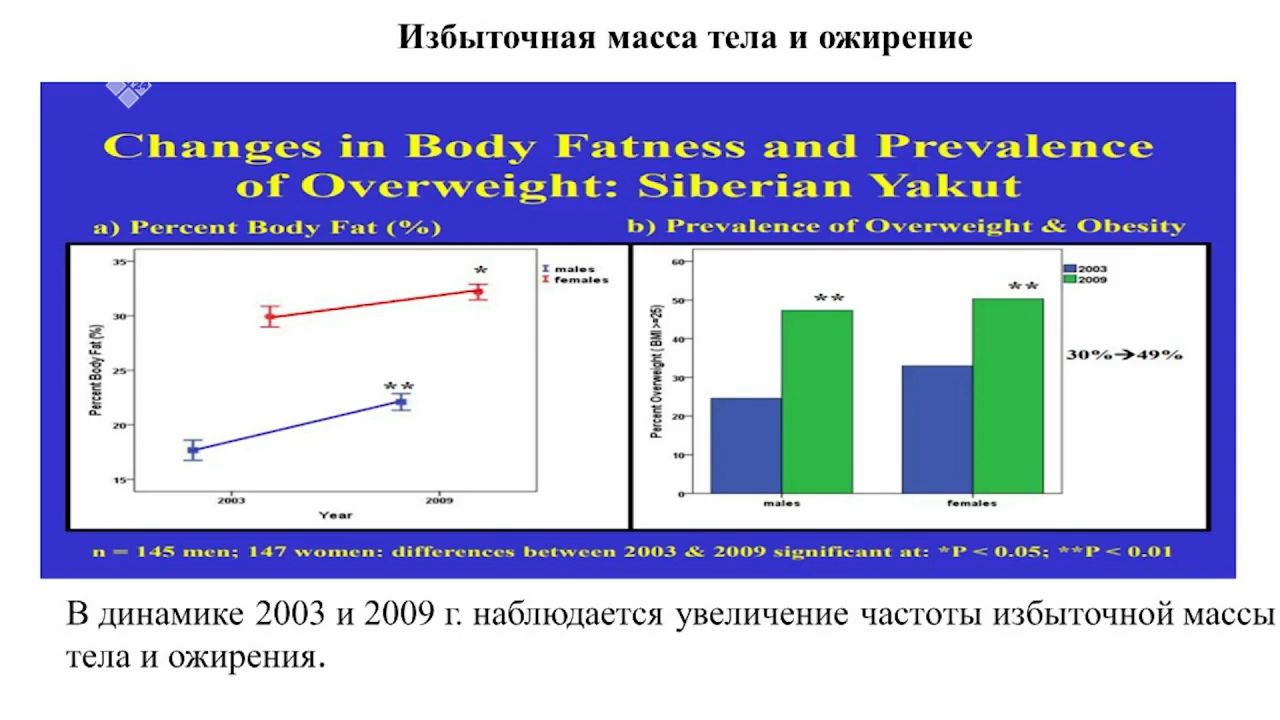 Избыточная масса тела и ожирение
x24
Changes in Body Fatness and Prevalence
of Overweight: Siberian Yakut
a) Percent Body Fat (%)
b) Prevalence of Overweight & Obesity
35
30
25
20
15
Percent Body Fat (%)
*
**
2003
2009
Year
males
females
60
50
40
30
20
10
0
Percent Overweight ( BMI >=25)
**
**
males
females
2003
2009
30%→49%
n = 145 men; 147 women: differences between 2003 & 2009 significant at: *P < 0.05; **P < 0.01
В динамике 2003 и 2009 г. наблюдается увеличение частоты избыточной массы
тела и ожирения.